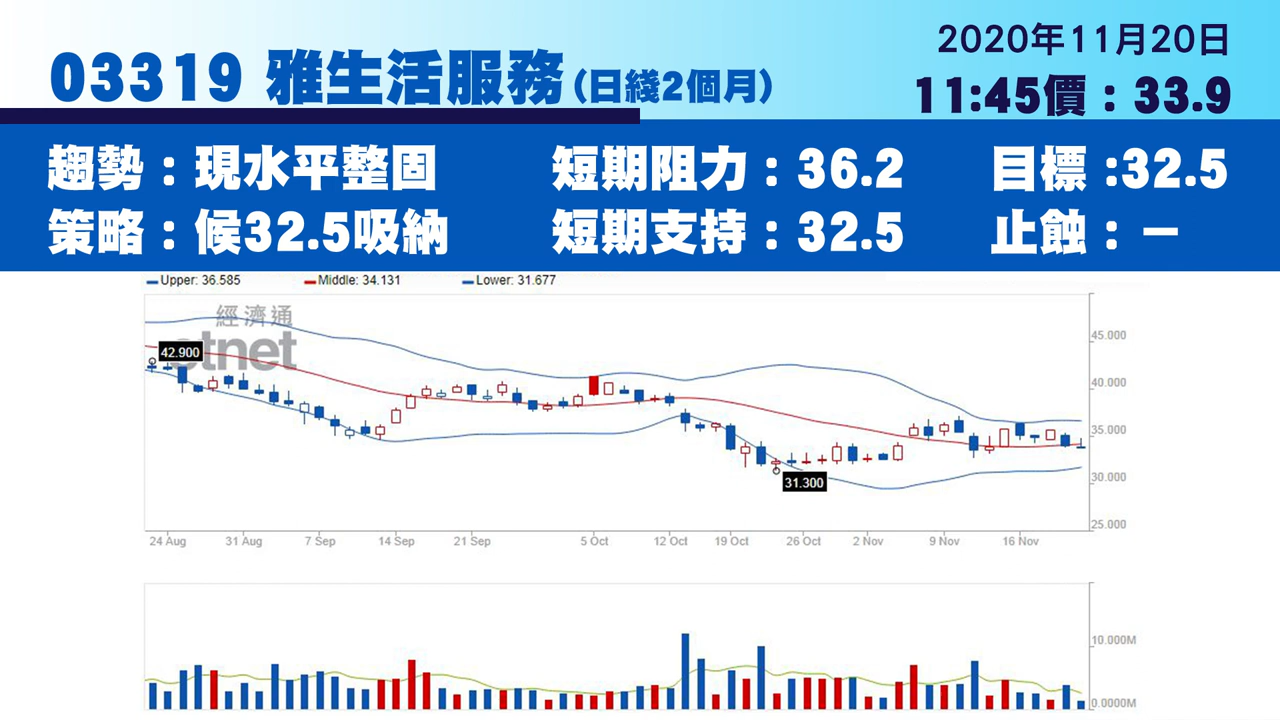 03319 雅生活服務(日綫2個月)
2020年11月20日
11:45價：33.9
趨勢：現水平整固
短期阻力：36.2
目標:32.5
策略：候32.5吸納
短期支持：32.5
止蝕：－
Upper: 36.585 Middle: 34.131 Lower: 31.677
經濟通
etnet
42.900
31.300
45.000
40.000
35.000
30.000
25.000
24 Aug 31 Aug 7 Sep 14 Sep 21 Sep 5 Oct 12 Oct 19 Oct 26 Oct 2 Nov 9 Nov 16 Nov
10.000M
0.0000M